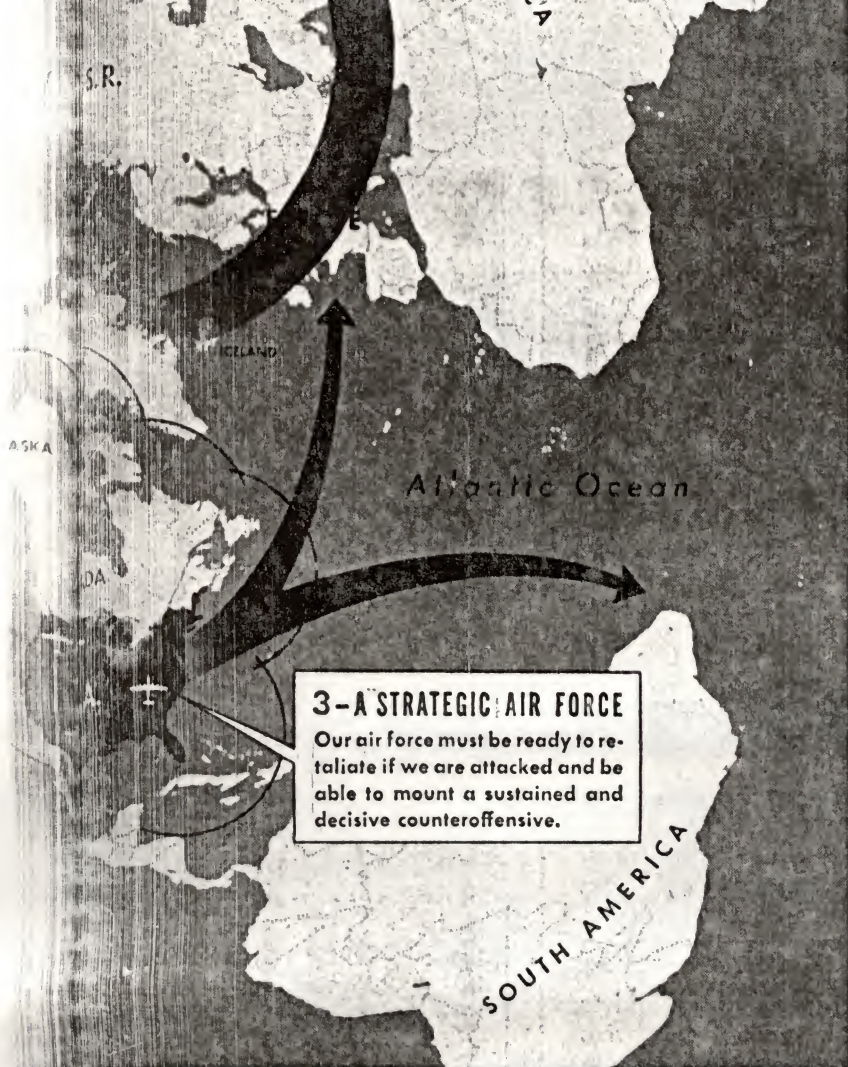 CA
S.R.
E
ICELAND
ASKA
Atlantic Ocean
DA
A.
3-A STRATEGIC AIR FORCE
Our air force must be ready to re-
taliate if we are attacked and be
able to mount a sustained and
decisive counteroffensive.
SOUTH AMERICA